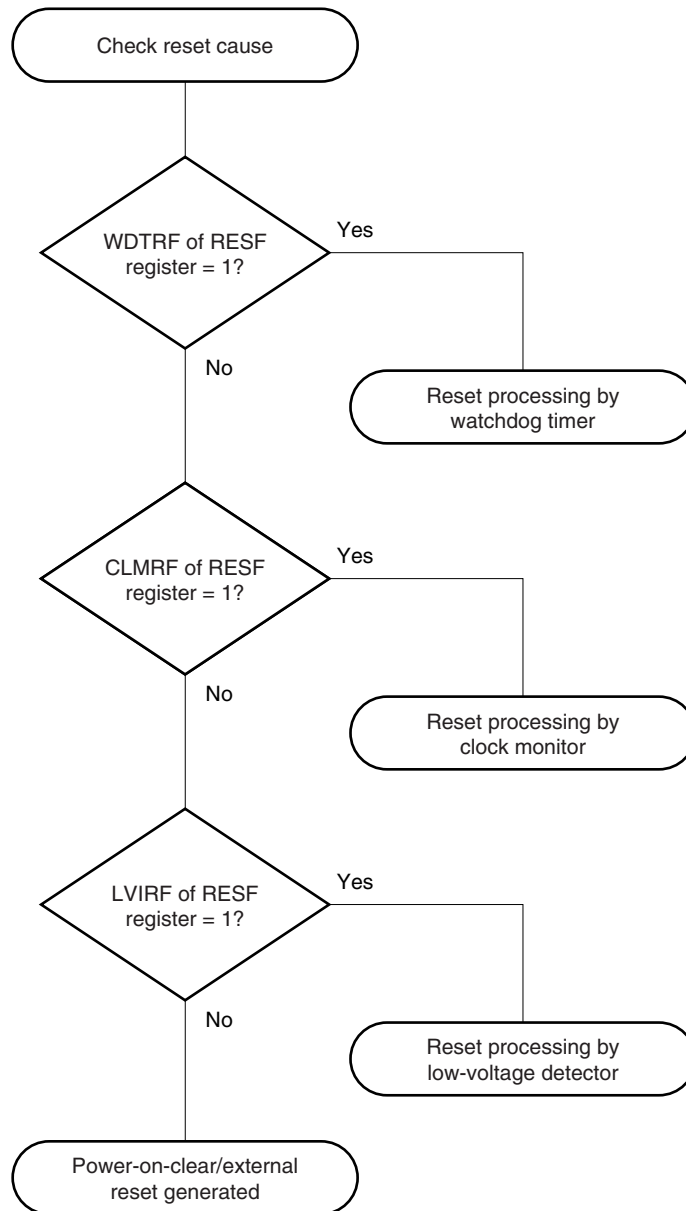 Check reset cause
WDTRF of RESF
register = 1?
Yes
No
Reset processing by
watchdog timer
CLMRF of RESF
register = 1?
Yes
No
Reset processing by
clock monitor
LVIRF of RESF
register = 1?
Yes
No
Reset processing by
low-voltage detector
Power-on-clear/external
reset generated